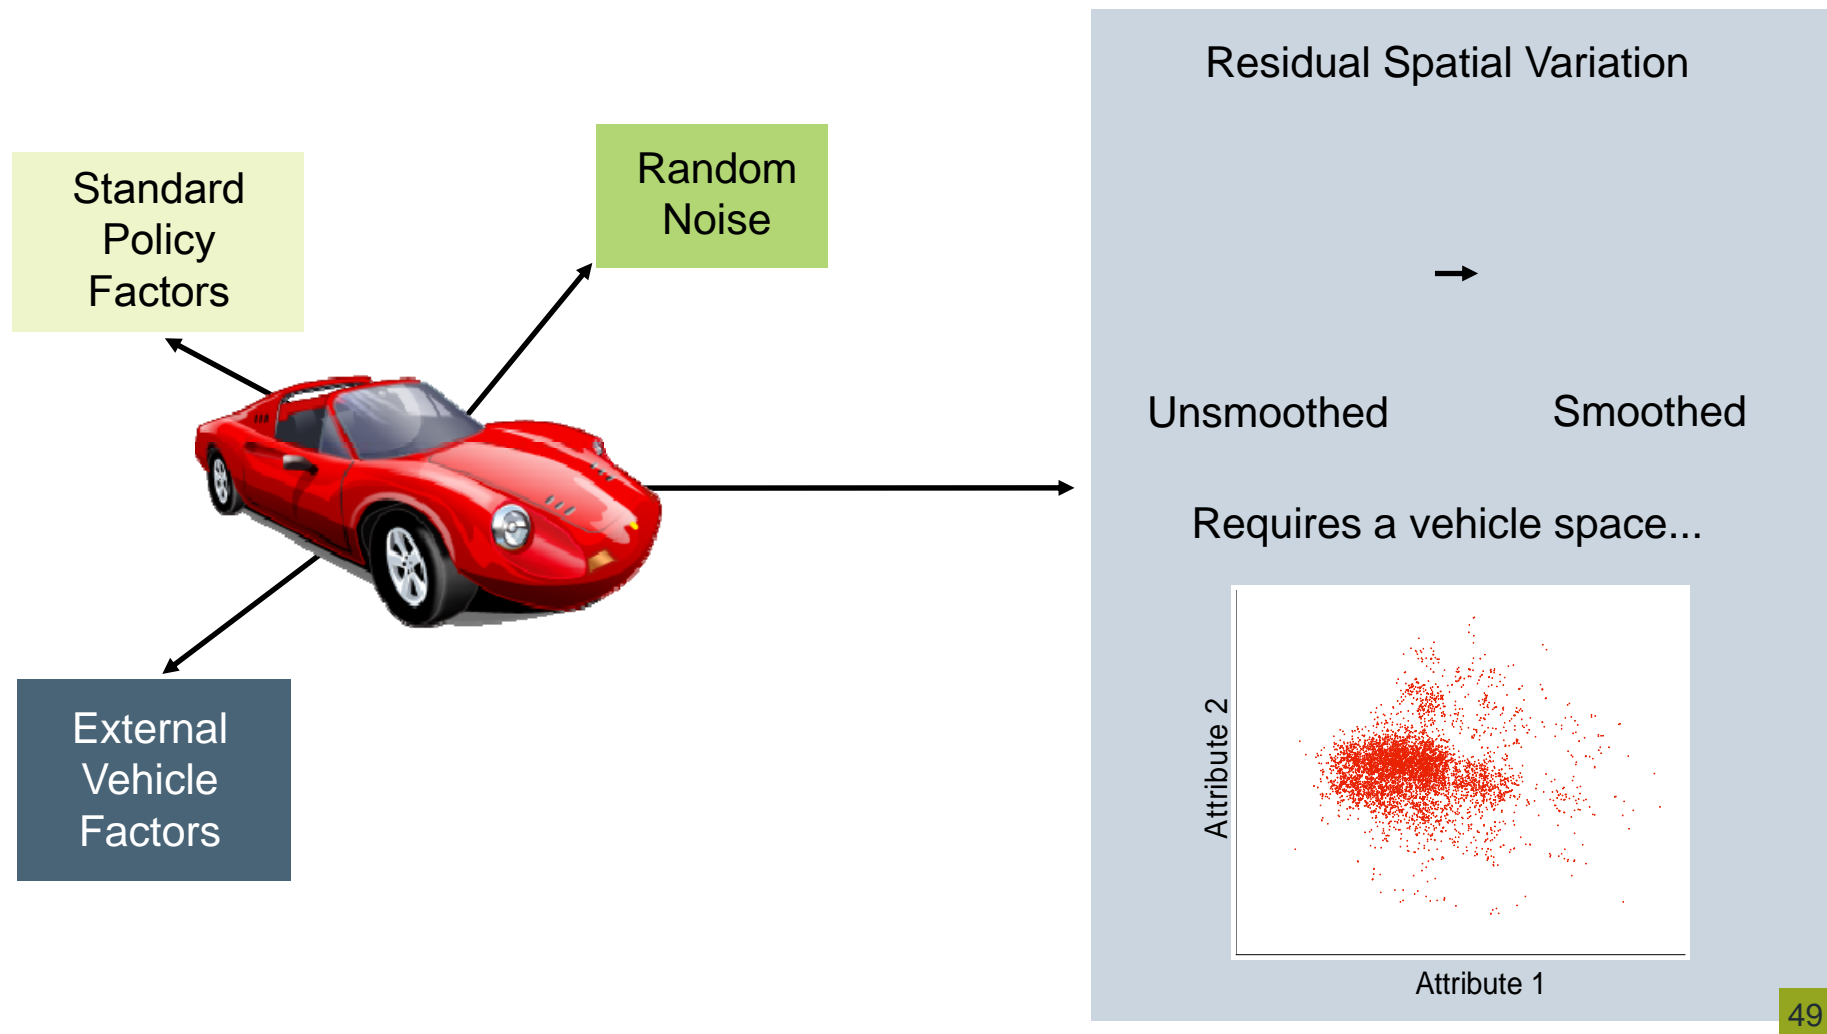 Residual Spatial Variation
Random
Noise
Standard
Policy
Factors
Unsmoothed
Smoothed
Requires a vehicle space...
External
Vehicle
Factors
Attribute 2
Attribute 1
49